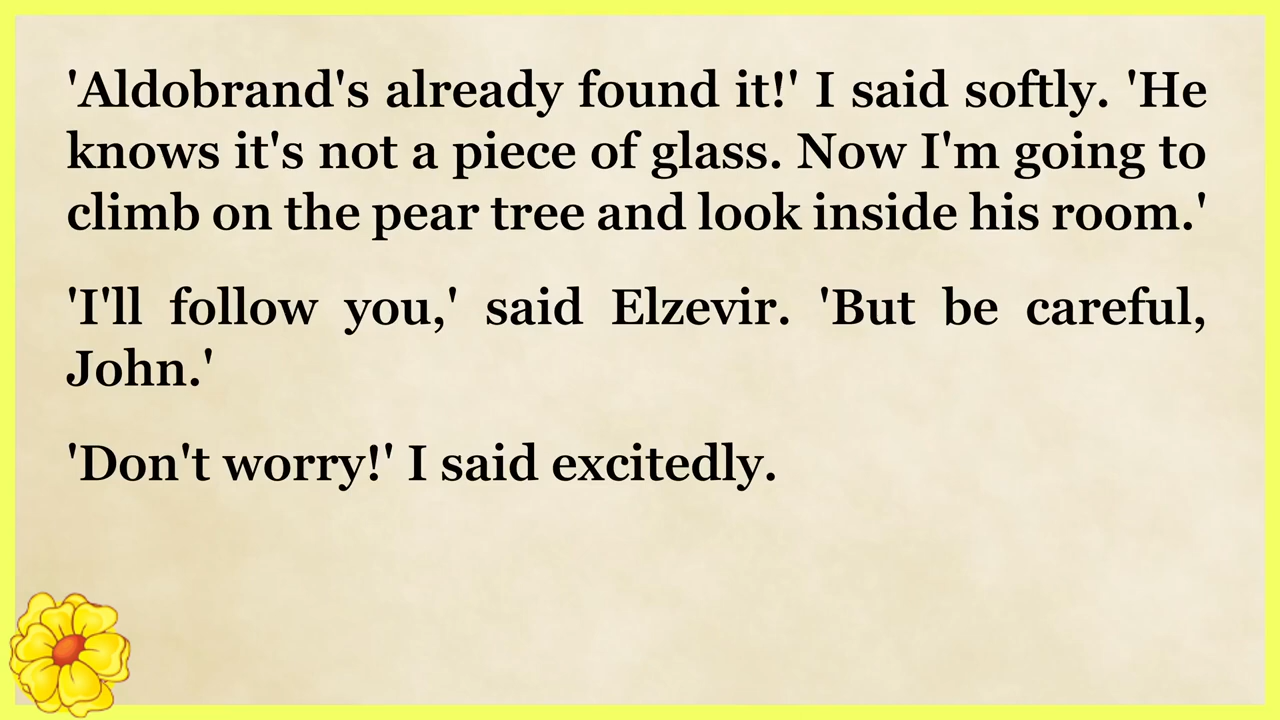 'Aldobrand's already found it!' I said softly. 'He
knows it's not a piece of glass. Now I'm going to
climb on the pear tree and look inside his room.'
'I'll follow you,' said Elzevir. 'But be careful,
John.'
'Don't worry!' I said excitedly.